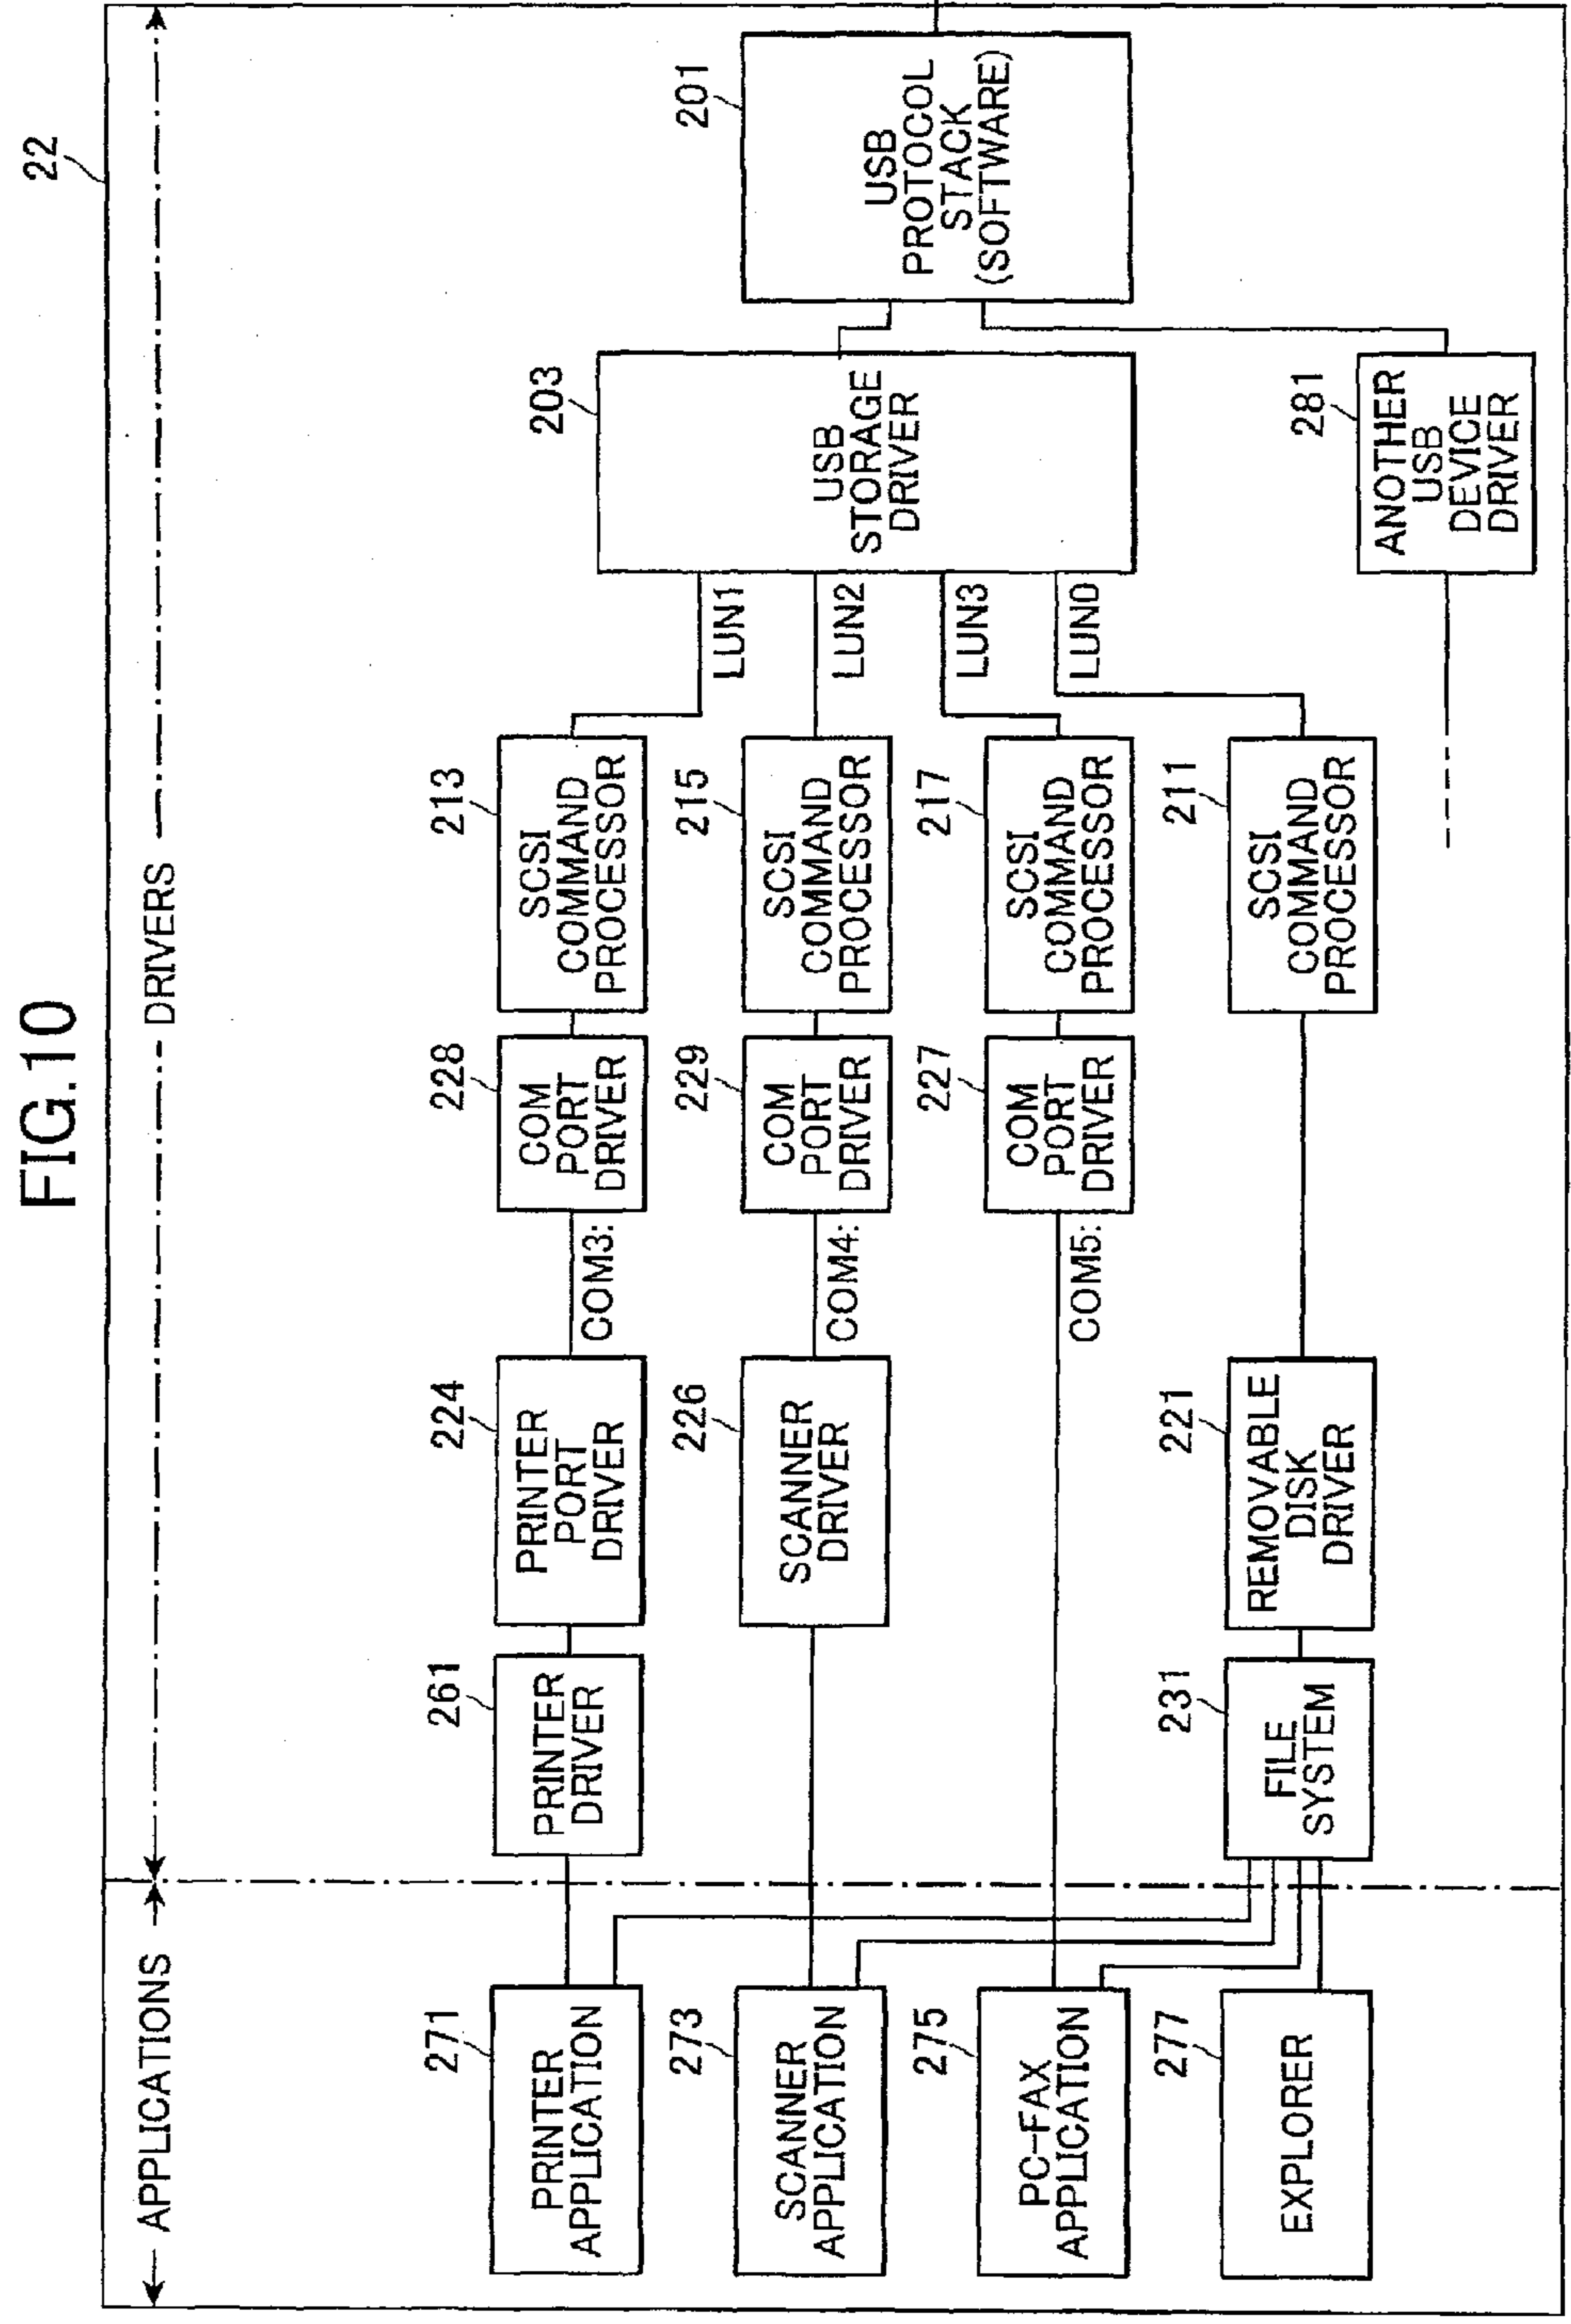 FIG.10
22
APPLICATIONS
DRIVERS
271
PRINTER
APPLICATION
261
PRINTER
DRIVER
224
PRINTER
PORT
DRIVER
COM3:
228
COM
PORT
DRIVER
213
SCSI
COMMAND
PROCESSOR
LUN1
273
SCANNER
APPLICATION
226
SCANNER
DRIVER
COM4:
229
COM
PORT
DRIVER
215
SCSI
COMMAND
PROCESSOR
LUN2
275
PC-FAX
APPLICATION
COM5:
227
COM
PORT
DRIVER
217
SCSI
COMMAND
PROCESSOR
LUN3
277
EXPLORER
231
FILE
SYSTEM
221
REMOVABLE
DISK
DRIVER
211
SCSI
COMMAND
PROCESSOR
LUN0
203
USB
STORAGE
DRIVER
201
USB
PROTOCOL
STACK
(SOFTWARE)
281
ANOTHER
USB
DEVICE
DRIVER